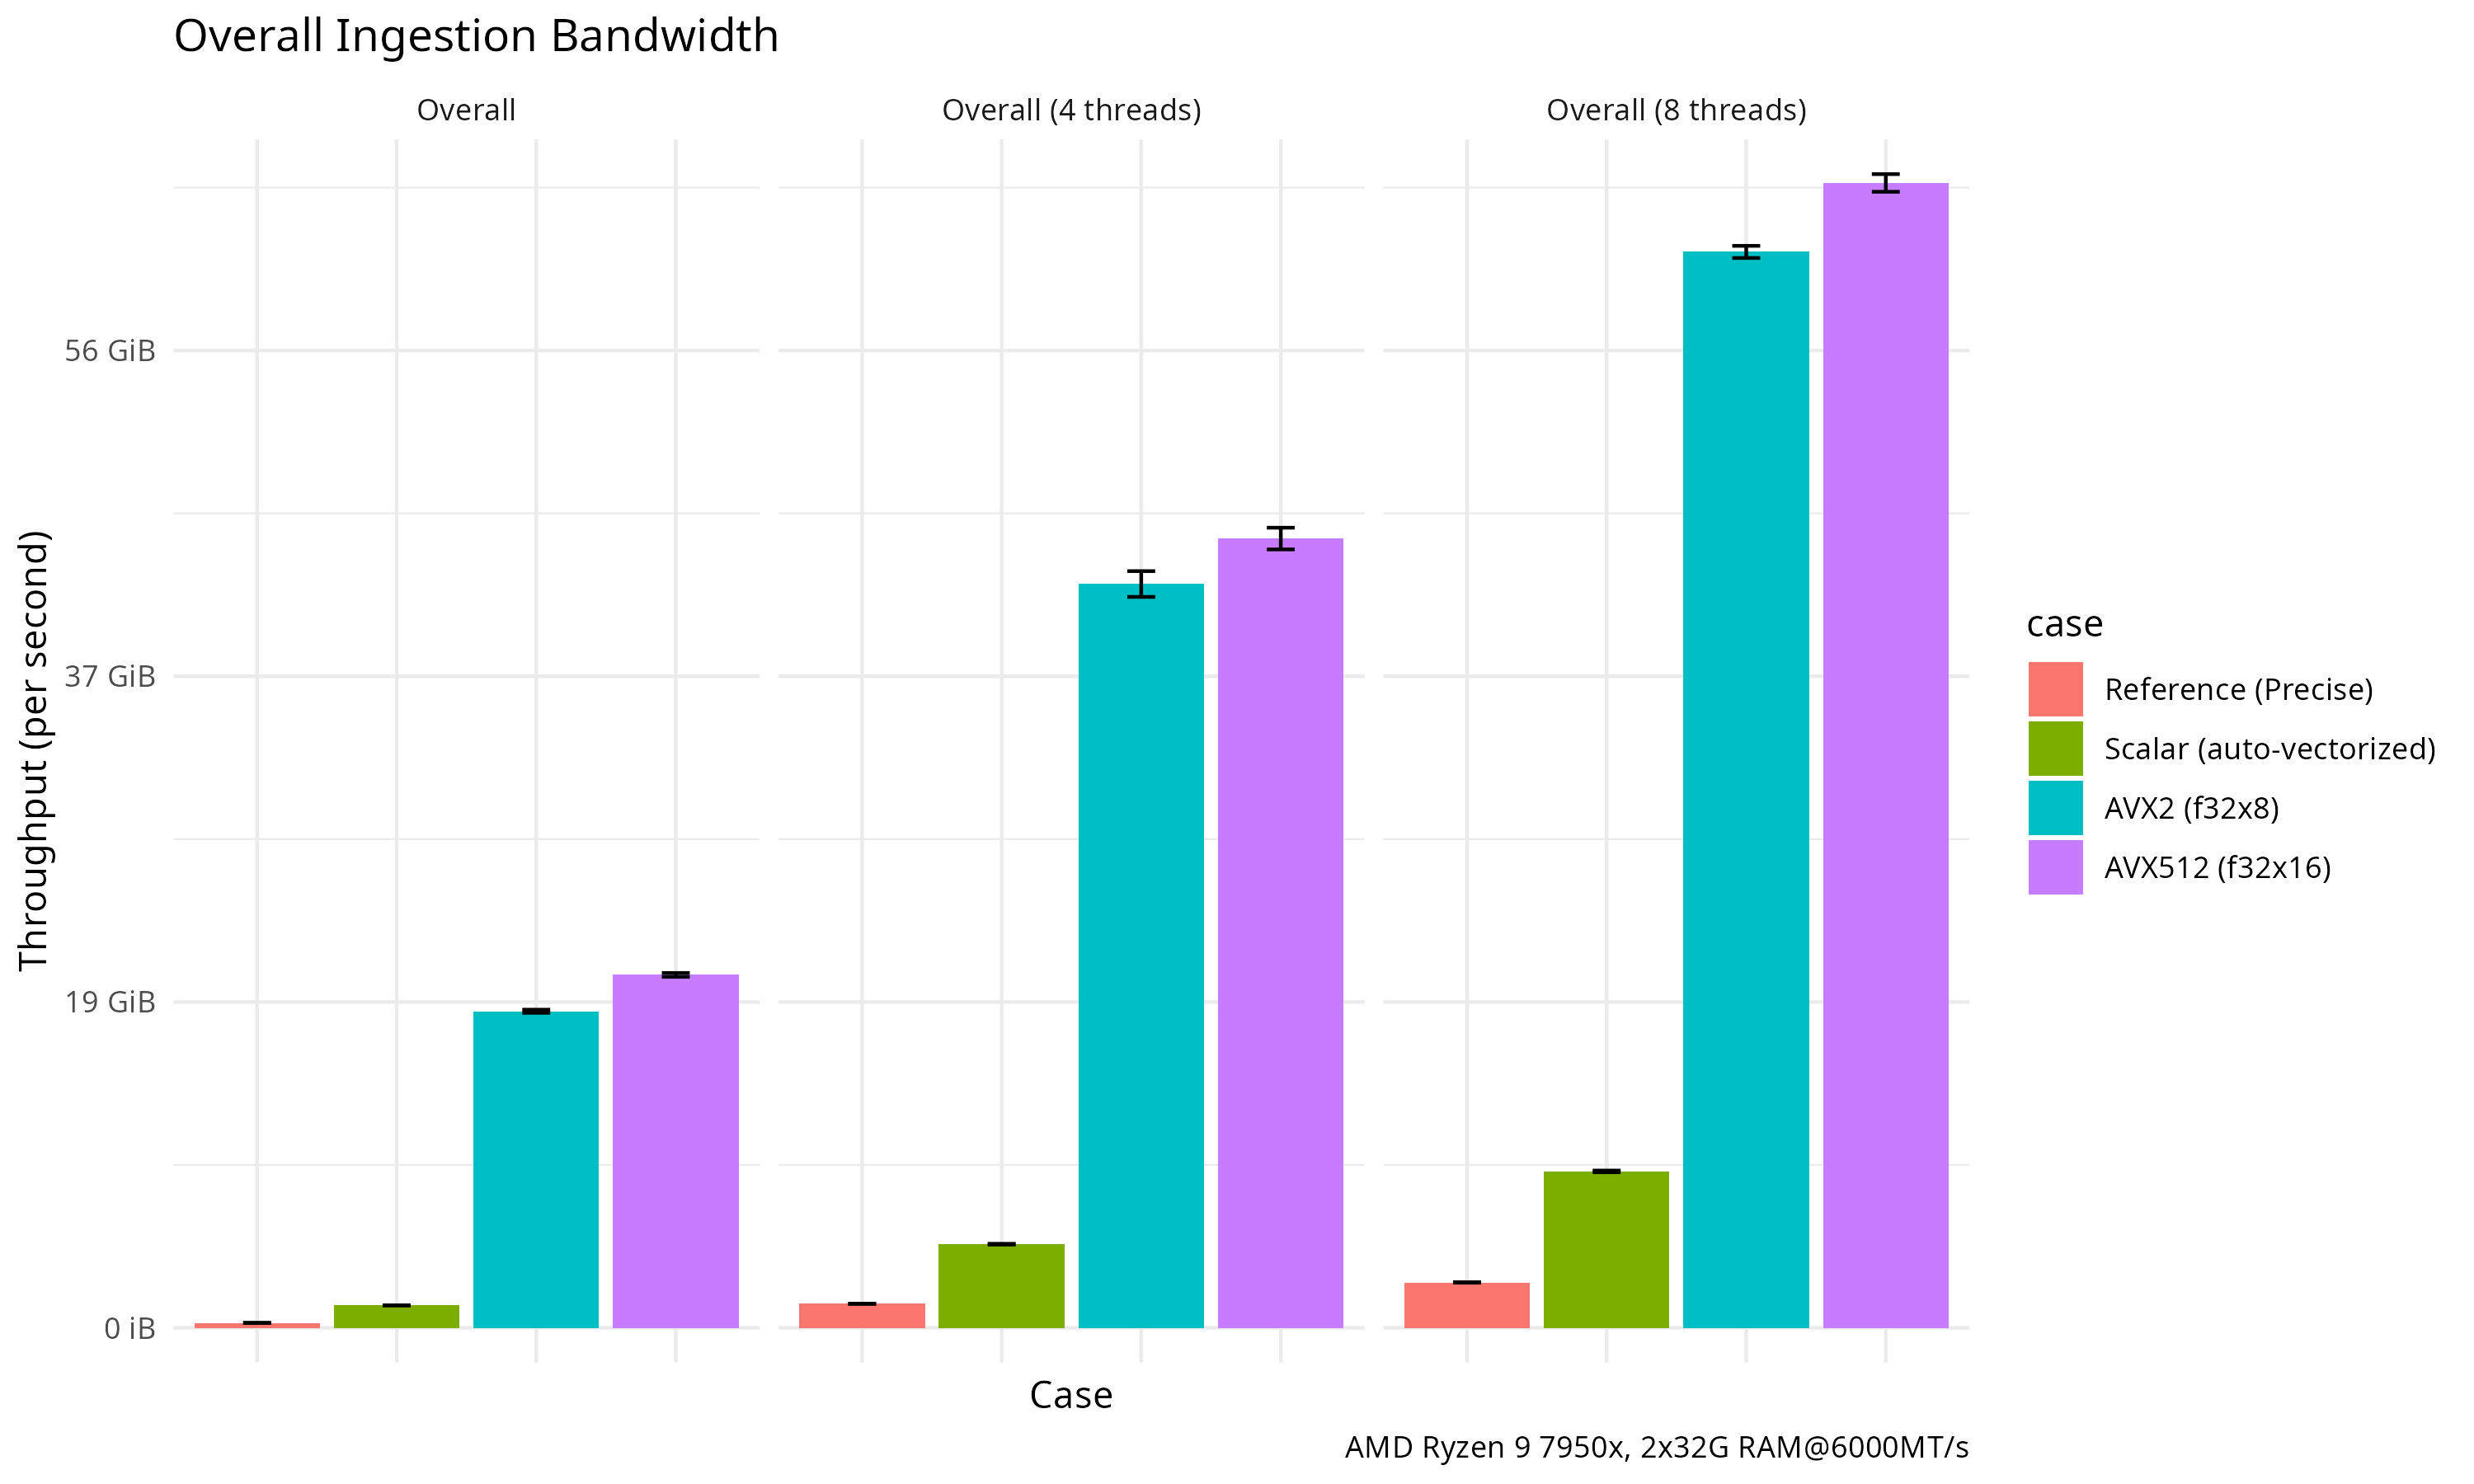 Overall Ingestion Bandwidth
Overall
Overall (4 threads)
Overall (8 threads)
Throughput (per second)
56 GiB
37 GiB
19 GiB
0 iB
Case
case
Reference (Precise)
Scalar (auto-vectorized)
AVX2 (f32x8)
AVX512 (f32x16)
AMD Ryzen 9 7950x, 2x32G RAM@6000MT/s